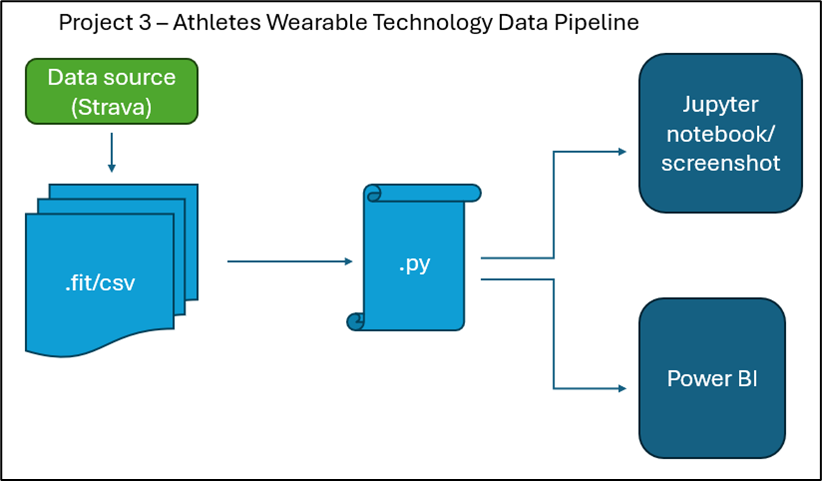 Project 3 – Athletes Wearable Technology Data Pipeline
Data source
(Strava)
.fit/csv
.py
Jupyter
notebook/
screenshot
Power BI